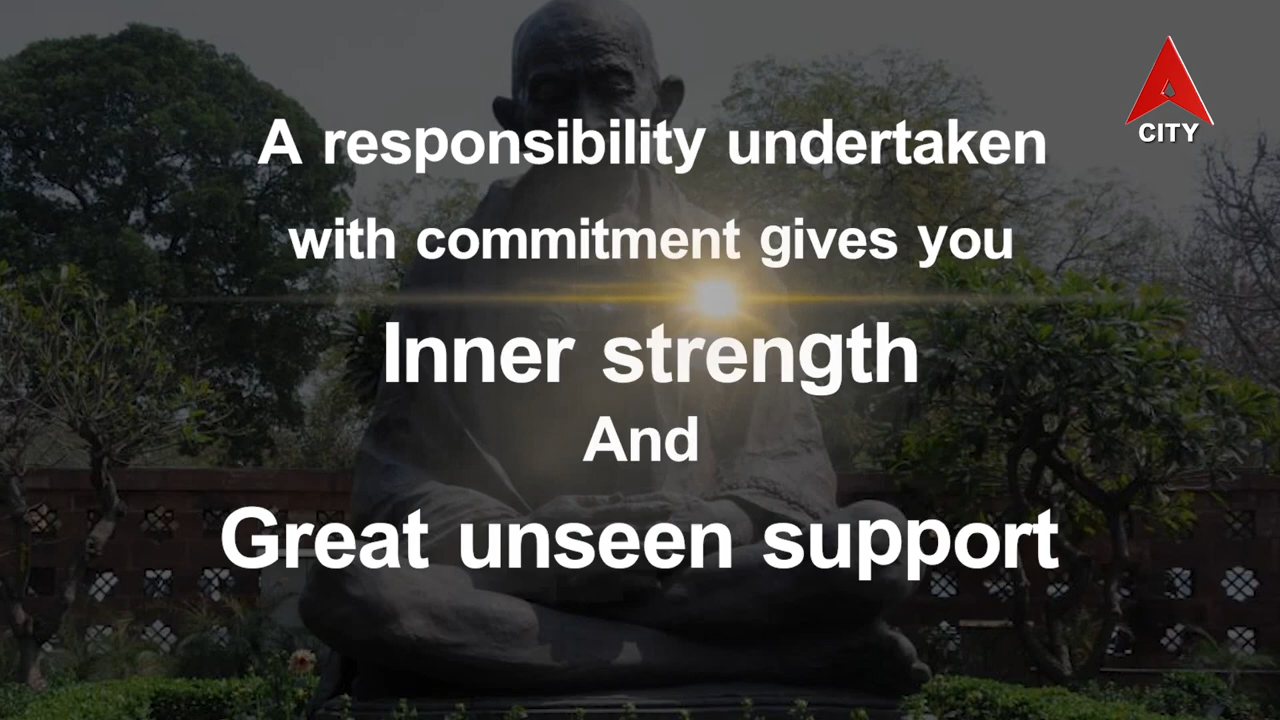 A responsibility undertaken
with commitment gives you
Inner strength
And
Great unseen support
CITY